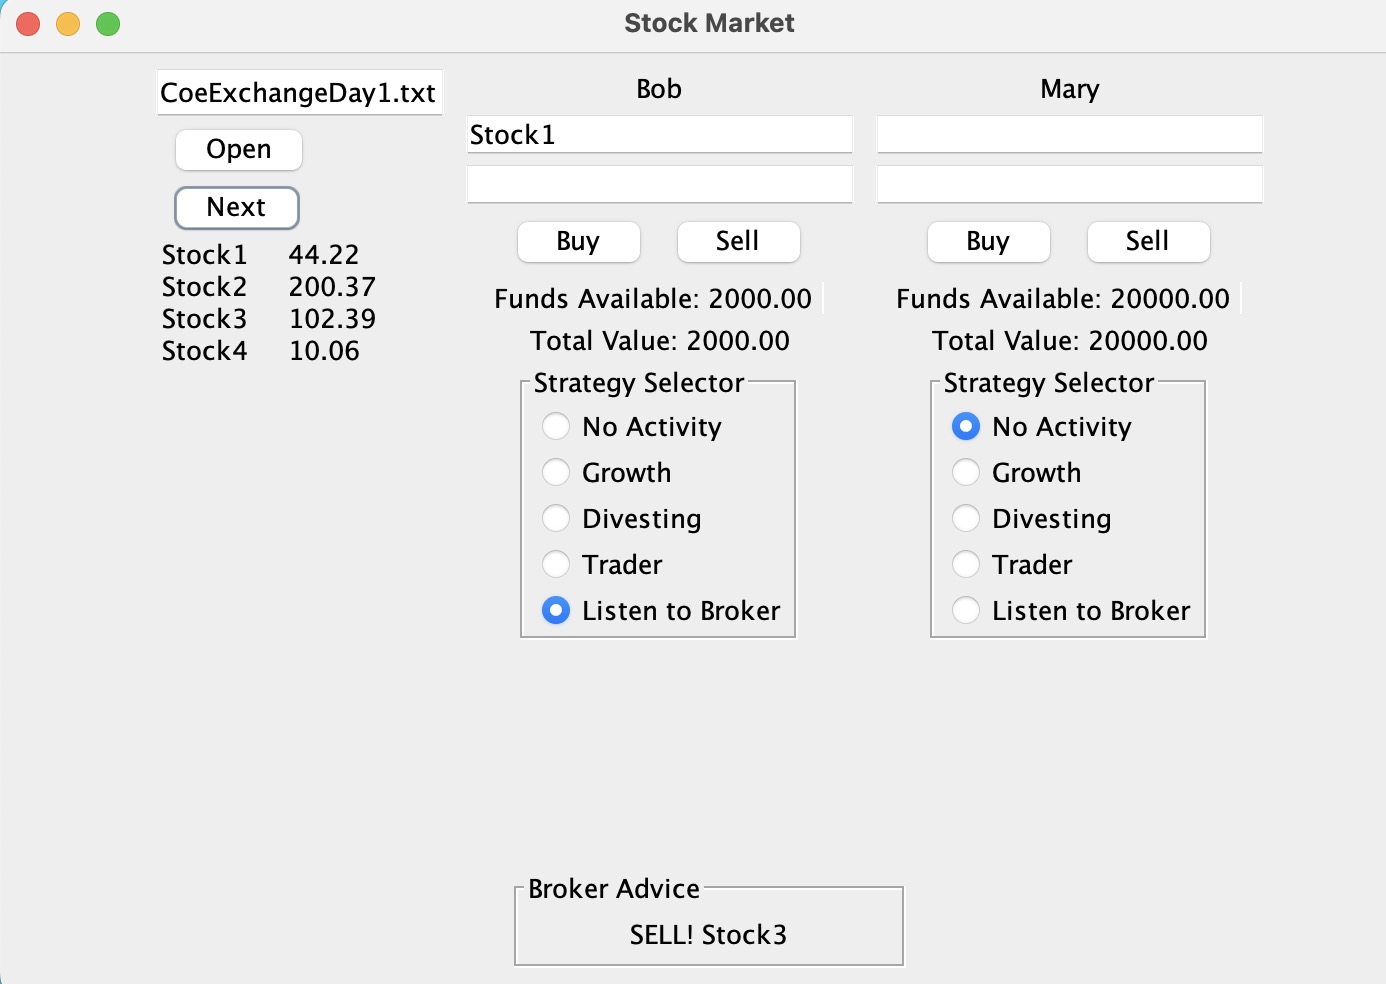 Stock Market
CoeExchangeDay1.txt
Open
Next
Stock1 44.22
Stock2 200.37
Stock3 102.39
Stock4 10.06
Bob
Stock1
Buy Sell
Funds Available: 2000.00
Total Value: 2000.00
Strategy Selector
No Activity
Growth
Divesting
Trader
Listen to Broker
Mary
Buy Sell
Funds Available: 20000.00
Total Value: 20000.00
Strategy Selector
No Activity
Growth
Divesting
Trader
Listen to Broker
Broker Advice
SELL! Stock3